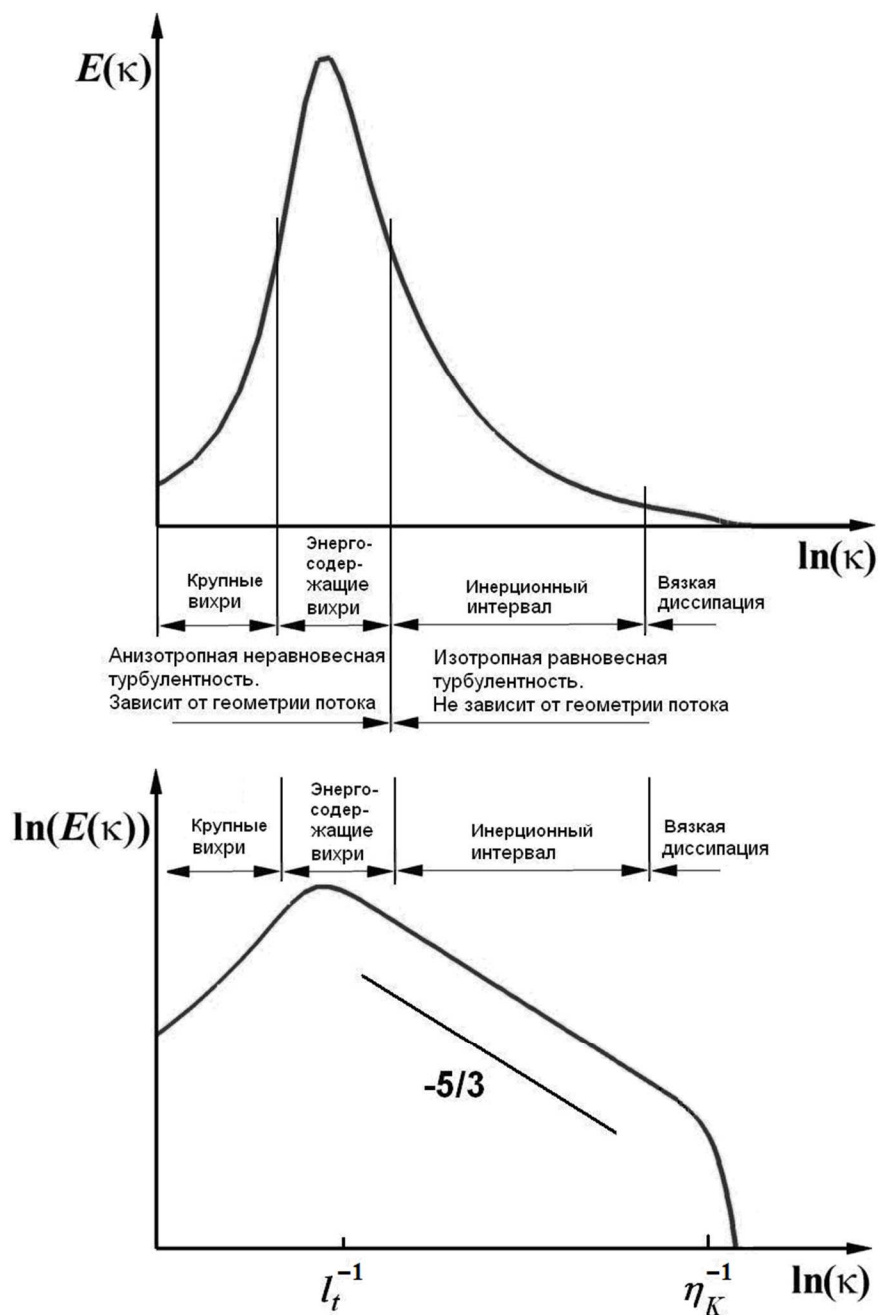 E(κ)
ln(κ)
Крупные
вихри
Энерго-
содер-
жащие
вихри
Инерционный
интервал
Вязкая
диссипация
Анизотропная неравновесная
турбулентность.
Зависит от геометрии потока
Изотропная равновесная
турбулентность.
Не зависит от геометрии потока
ln(E(κ))
Крупные
вихри
Энерго-
содер-
жащие
вихри
Инерционный
интервал
Вязкая
диссипация
-5/3
l_t^{-1}
η_K^{-1}
ln(κ)